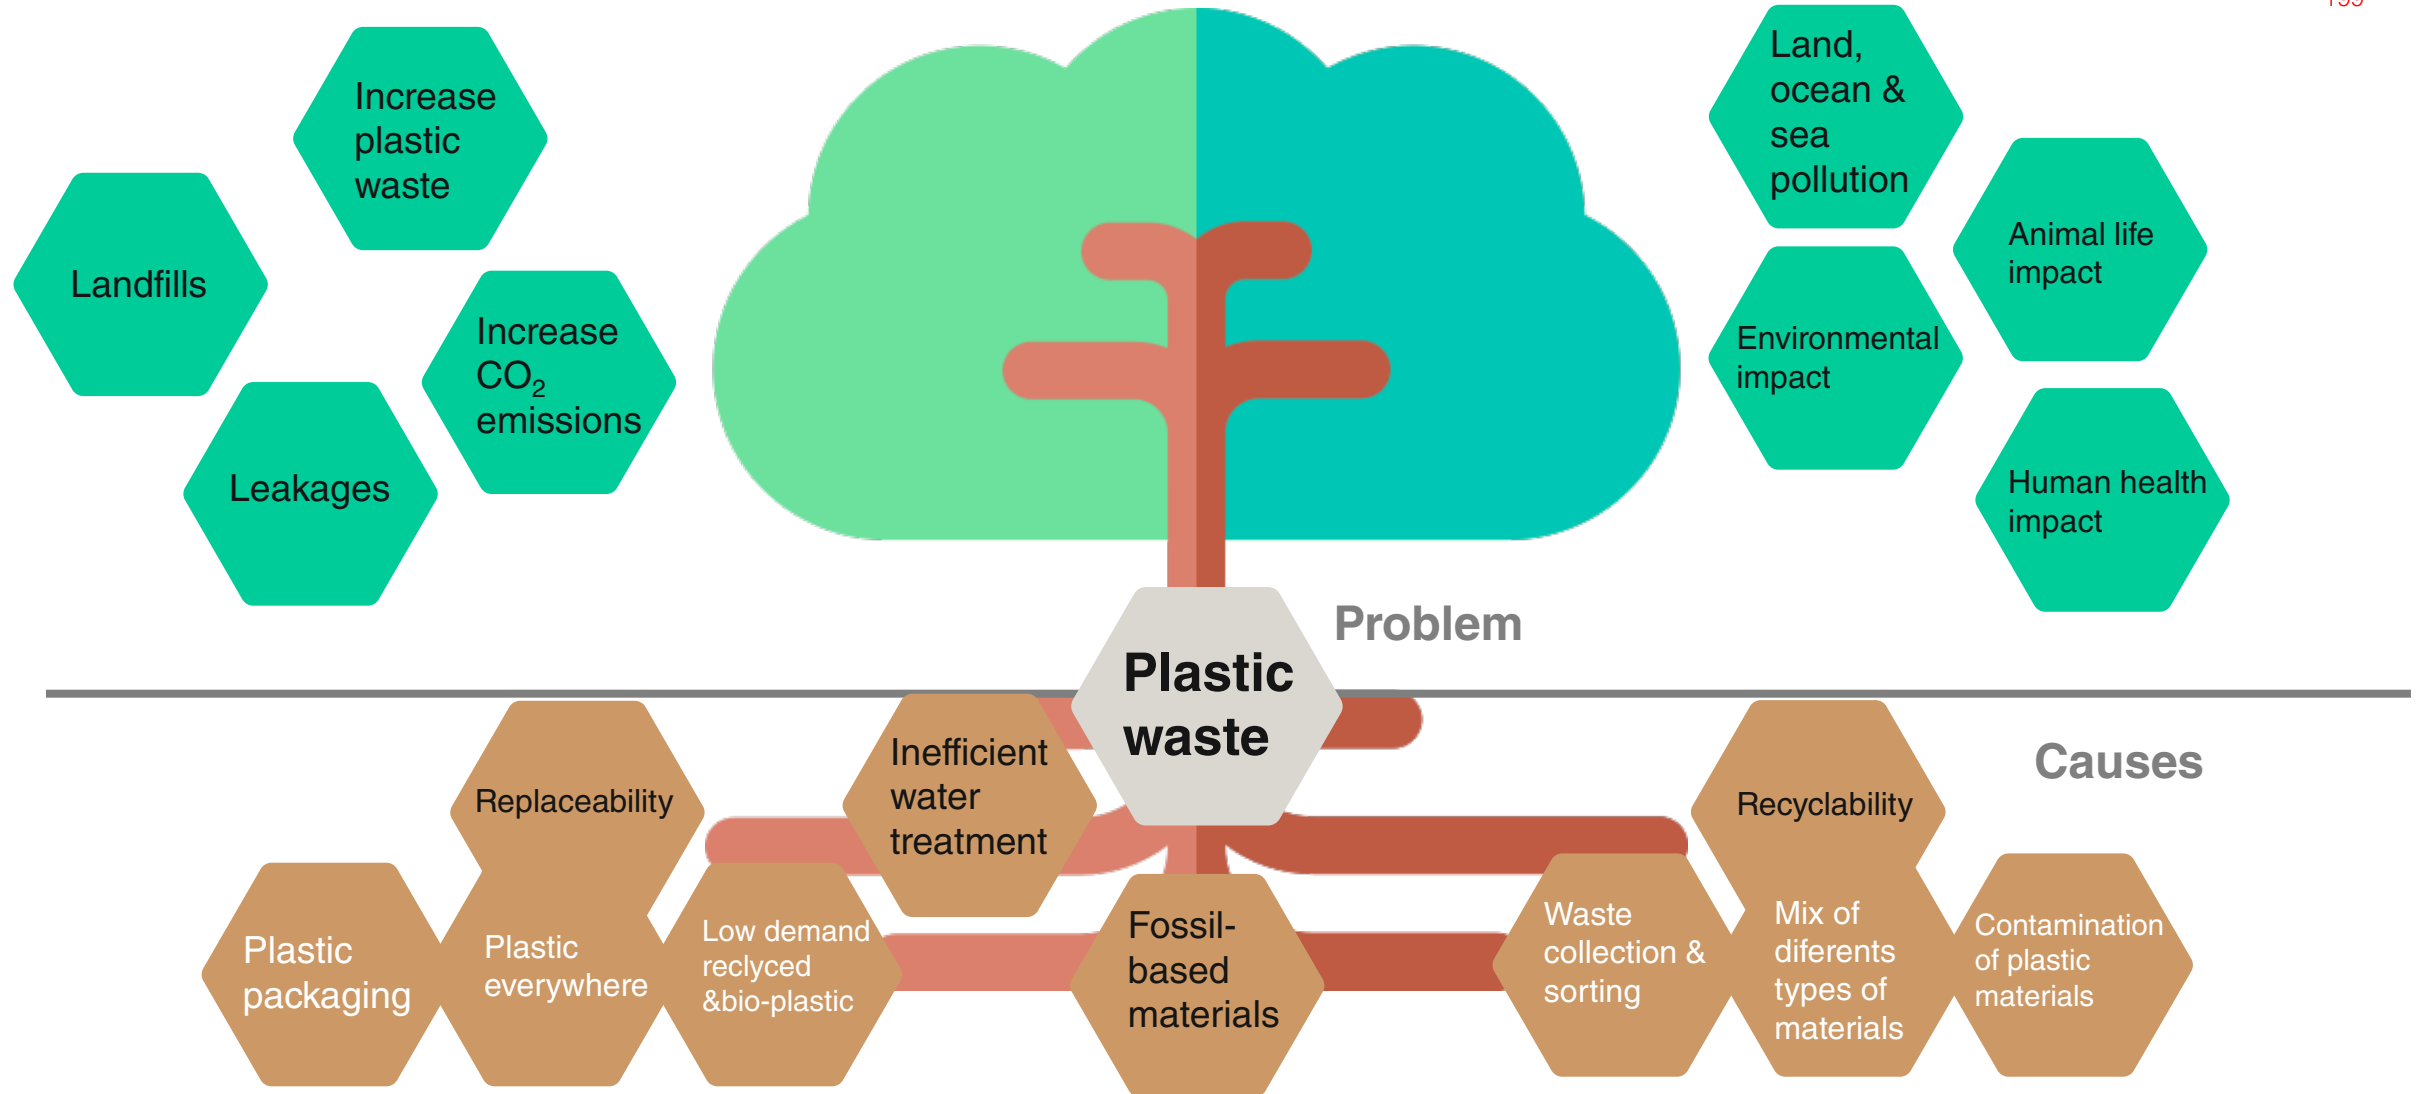 Increase
plastic
waste
Landfills
Increase
CO₂
emissions
Leakages
Land,
ocean &
sea
pollution
Animal life
impact
Environmental
impact
Human health
impact
Problem
Plastic
waste
Causes
Replaceability
Inefficient
water
treatment
Recyclability
Plastic
packaging
Plastic
everywhere
Low demand
reclyced
&bio-plastic
Fossil-
based
materials
Waste
collection &
sorting
Mix of
diferents
types of
materials
Contamination
of plastic
materials